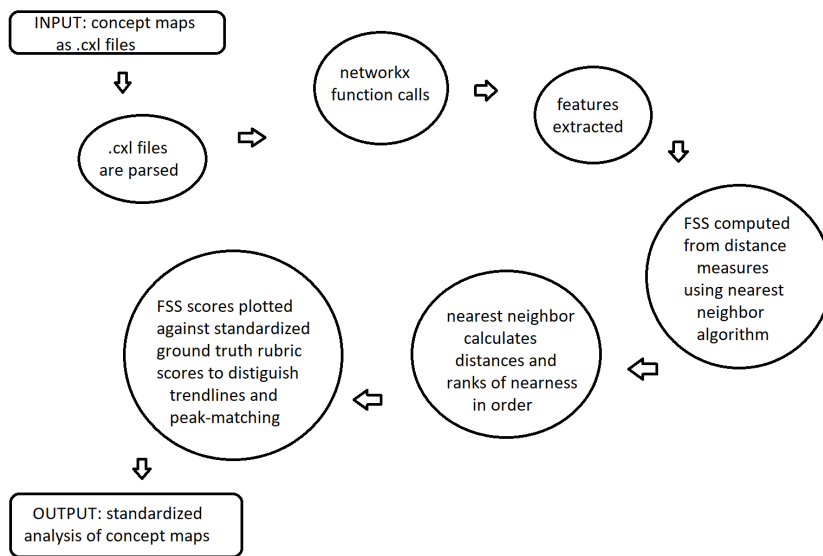 INPUT: concept maps
as .cxl files
.cxl files
are parsed
networkx
function calls
features
extracted
FSS computed
from distance
measures
using nearest
neighbor
algorithm
nearest neighbor
calculates
distances and
ranks of nearness
in order
FSS scores plotted
against standardized
ground truth rubric
scores to distiguish
trendlines and
peak-matching
OUTPUT: standardized
analysis of concept maps